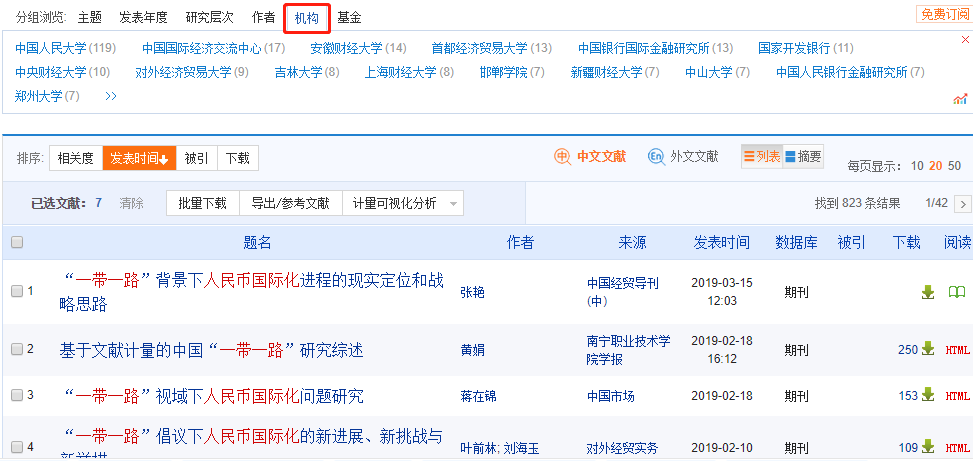 分组浏览: 主题 发表年度 研究层次 作者 机构 基金 免费订阅
中国人民大学(119) 中国国际经济交流中心(17) 安徽财经大学(14) 首都经济贸易大学(13) 中国银行国际金融研究所(13) 国家开发银行(11)
中央财经大学(10) 对外经济贸易大学(9) 吉林大学(8) 上海财经大学(8) 邯郸学院(7) 新疆财经大学(7) 中山大学(7) 中国人民银行金融研究所(7)
郑州大学(7) >>
排序: 相关度 发表时间 被引 下载 中 中文文献 En 外文文献 列表 摘要 每页显示: 10 20 50
已选文献: 7 清除 批量下载 导出/参考文献 计量可视化分析 找到 823 条结果 1/42 >
题名 作者 来源 发表时间 数据库 被引 下载 阅读
1 “一带一路”背景下人民币国际化进程的现实定位和战略思路 张艳 中国经贸导刊(中) 2019-03-15 12:03 期刊
2 基于文献计量的中国“一带一路”研究综述 黄娟 南宁职业技术学院学报 2019-02-18 16:12 期刊 250 HTML
3 “一带一路”视域下人民币国际化问题研究 蒋在锦 中国市场 2019-02-18 期刊 153 HTML
4 “一带一路”倡议下人民币国际化的新进展、新挑战与 叶前林; 刘海玉 对外经贸实务 2019-02-10 期刊 109 HTML